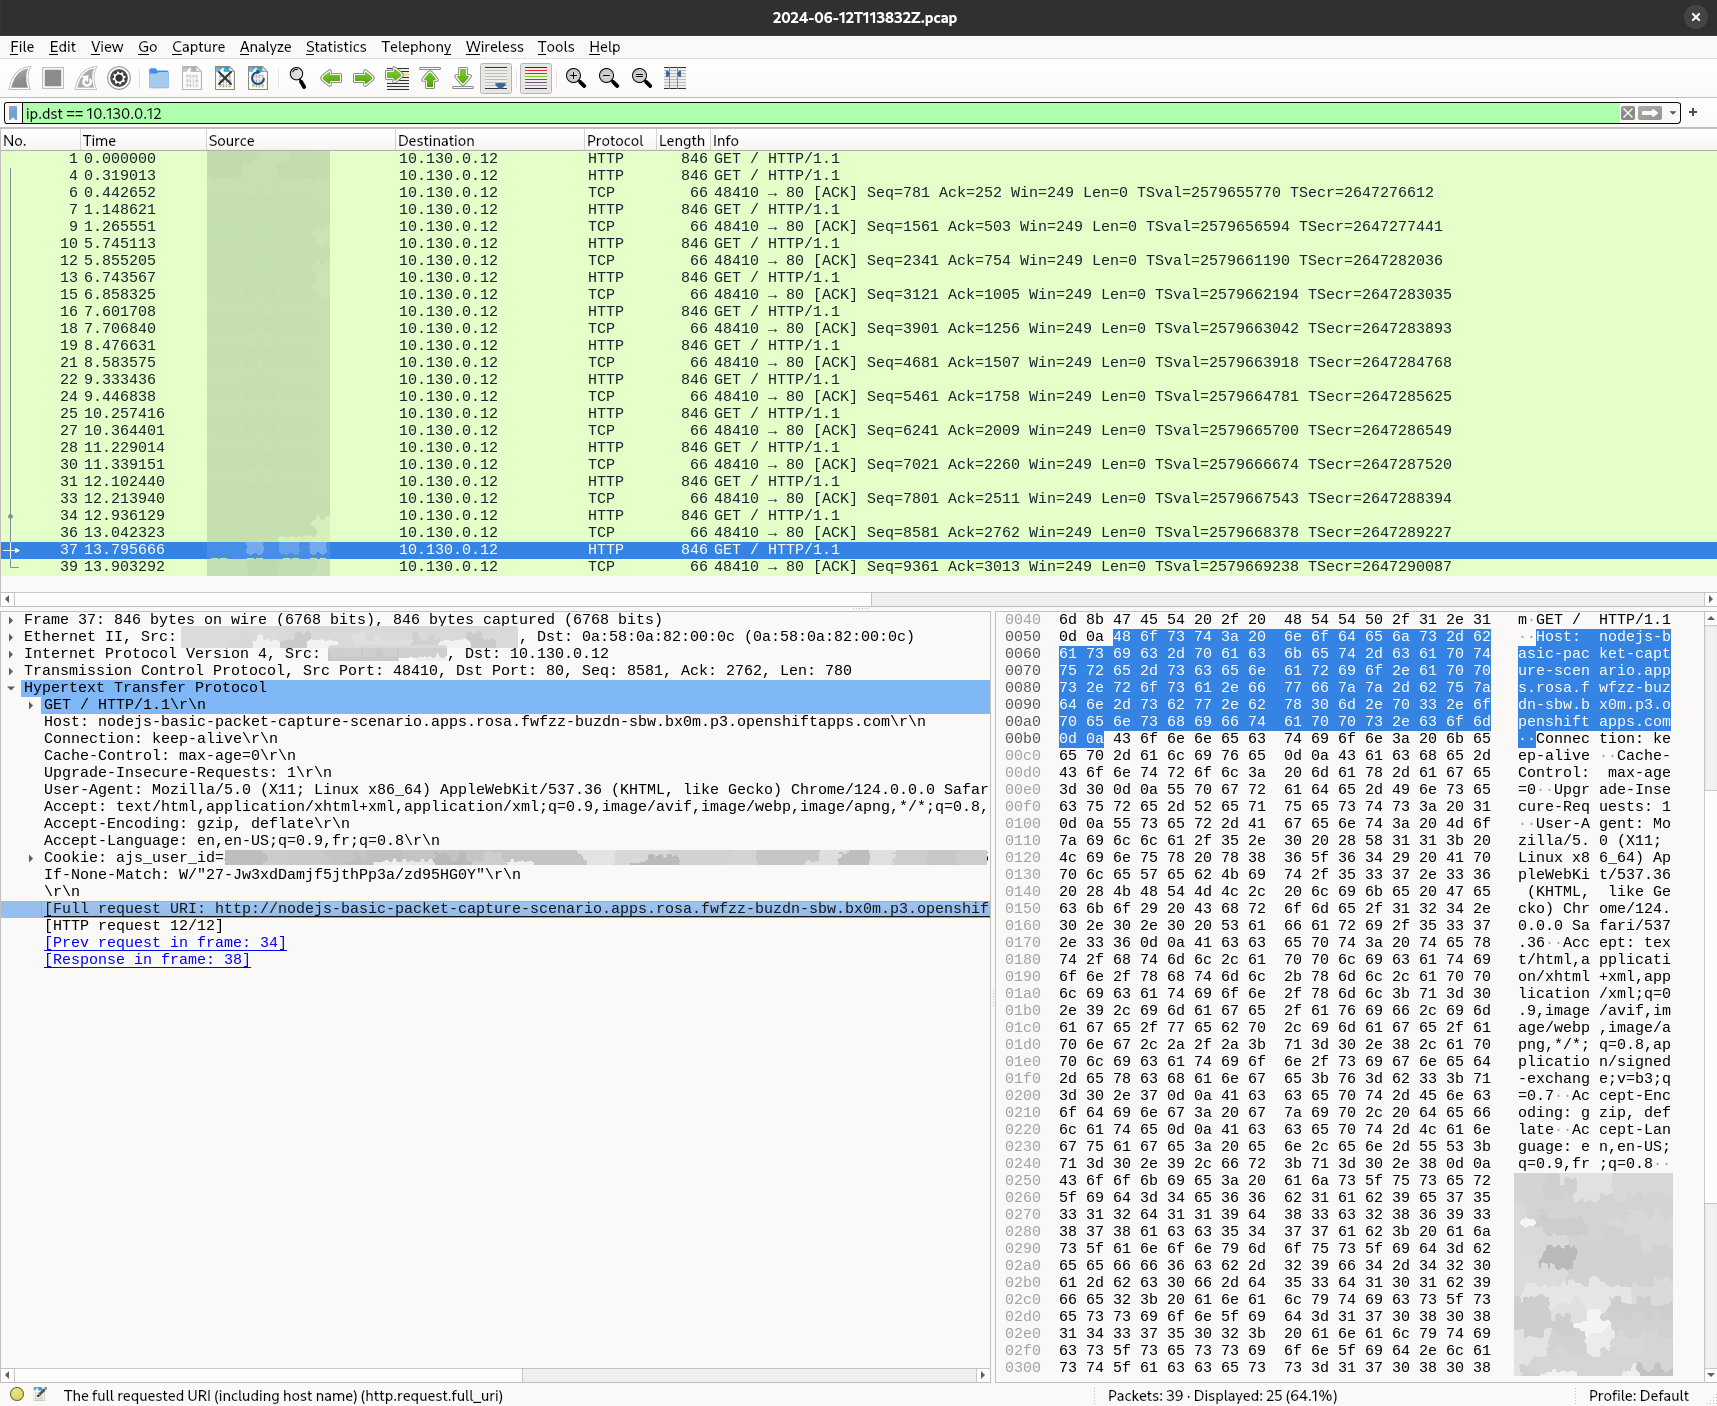 2024-06-12T113832Z.pcap
File Edit View Go Capture Analyze Statistics Telephony Wireless Tools Help
ip.dst == 10.130.0.12
No. Time Source Destination Protocol Length Info
1 0.000000 10.130.0.12 HTTP 846 GET / HTTP/1.1
4 0.319013 10.130.0.12 HTTP 846 GET / HTTP/1.1
6 0.442652 10.130.0.12 TCP 66 48410 → 80 [ACK] Seq=781 Ack=252 Win=249 Len=0 TSval=2579655770 TSecr=2647276612
7 1.148621 10.130.0.12 HTTP 846 GET / HTTP/1.1
9 1.265551 10.130.0.12 TCP 66 48410 → 80 [ACK] Seq=1561 Ack=503 Win=249 Len=0 TSval=2579656594 TSecr=2647277441
10 5.745113 10.130.0.12 HTTP 846 GET / HTTP/1.1
12 5.855205 10.130.0.12 TCP 66 48410 → 80 [ACK] Seq=2341 Ack=754 Win=249 Len=0 TSval=2579661190 TSecr=2647282036
13 6.743567 10.130.0.12 HTTP 846 GET / HTTP/1.1
15 6.858325 10.130.0.12 TCP 66 48410 → 80 [ACK] Seq=3121 Ack=1005 Win=249 Len=0 TSval=2579662194 TSecr=2647283035
16 7.601708 10.130.0.12 HTTP 846 GET / HTTP/1.1
18 7.706840 10.130.0.12 TCP 66 48410 → 80 [ACK] Seq=3901 Ack=1256 Win=249 Len=0 TSval=2579663042 TSecr=2647283893
19 8.476631 10.130.0.12 HTTP 846 GET / HTTP/1.1
21 8.583575 10.130.0.12 TCP 66 48410 → 80 [ACK] Seq=4681 Ack=1507 Win=249 Len=0 TSval=2579663918 TSecr=2647284768
22 9.333436 10.130.0.12 HTTP 846 GET / HTTP/1.1
24 9.446838 10.130.0.12 TCP 66 48410 → 80 [ACK] Seq=5461 Ack=1758 Win=249 Len=0 TSval=2579664781 TSecr=2647285625
25 10.257416 10.130.0.12 HTTP 846 GET / HTTP/1.1
27 10.364401 10.130.0.12 TCP 66 48410 → 80 [ACK] Seq=6241 Ack=2009 Win=249 Len=0 TSval=2579665700 TSecr=2647286549
28 11.229014 10.130.0.12 HTTP 846 GET / HTTP/1.1
30 11.339151 10.130.0.12 TCP 66 48410 → 80 [ACK] Seq=7021 Ack=2260 Win=249 Len=0 TSval=2579666674 TSecr=2647287520
31 12.102440 10.130.0.12 HTTP 846 GET / HTTP/1.1
33 12.213940 10.130.0.12 TCP 66 48410 → 80 [ACK] Seq=7801 Ack=2511 Win=249 Len=0 TSval=2579667543 TSecr=2647288394
34 12.936129 10.130.0.12 HTTP 846 GET / HTTP/1.1
36 13.042323 10.130.0.12 TCP 66 48410 → 80 [ACK] Seq=8581 Ack=2762 Win=249 Len=0 TSval=2579668378 TSecr=2647289227
37 13.795666 10.130.0.12 HTTP 846 GET / HTTP/1.1
39 13.903292 10.130.0.12 TCP 66 48410 → 80 [ACK] Seq=9361 Ack=3013 Win=249 Len=0 TSval=2579669238 TSecr=2647290087
Frame 37: 846 bytes on wire (6768 bits), 846 bytes captured (6768 bits)
Ethernet II, Src: , Dst: 0a:58:0a:82:00:0c (0a:58:0a:82:00:0c)
Internet Protocol Version 4, Src: , Dst: 10.130.0.12
Transmission Control Protocol, Src Port: 48410, Dst Port: 80, Seq: 8581, Ack: 2762, Len: 780
Hypertext Transfer Protocol
GET / HTTP/1.1\r\n
Host: nodejs-basic-packet-capture-scenario.apps.rosa.fwfzz-buzdn-sbw.bx0m.p3.openshiftapps.com\r\n
Connection: keep-alive\r\n
Cache-Control: max-age=0\r\n
Upgrade-Insecure-Requests: 1\r\n
User-Agent: Mozilla/5.0 (X11; Linux x86_64) AppleWebKit/537.36 (KHTML, like Gecko) Chrome/124.0.0.0 Safar
Accept: text/html,application/xhtml+xml,application/xml;q=0.9,image/avif,image/webp,image/apng,*/*;q=0.8,
Accept-Encoding: gzip, deflate\r\n
Accept-Language: en,en-US;q=0.9,fr;q=0.8\r\n
Cookie: ajs_user_id=
If-None-Match: W/"27-Jw3xdDamjf5jthPp3a/zd95HG0Y"\r\n
\r\n
[Full request URI: http://nodejs-basic-packet-capture-scenario.apps.rosa.fwfzz-buzdn-sbw.bx0m.p3.openshif
[HTTP request 12/12]
[Prev request in frame: 34]
[Response in frame: 38]
0040 6d 8b 47 45 54 20 2f 20 48 54 54 50 2f 31 2e 31 m·GET / HTTP/1.1
0050 0d 0a 48 6f 73 74 3a 20 6e 6f 64 65 6a 73 2d 62 ··Host: nodejs-b
0060 61 73 69 63 2d 70 61 63 6b 65 74 2d 63 61 70 74 asic-pac ket-capt
0070 75 72 65 2d 73 63 65 6e 61 72 69 6f 2e 61 70 70 ure-scen ario.app
0080 73 2e 72 6f 73 61 2e 66 77 66 7a 7a 2d 62 75 7a s.rosa.f wfzz-buz
0090 64 6e 2d 73 62 77 2e 62 78 30 6d 2e 70 33 2e 6f dn-sbw.b x0m.p3.o
00a0 70 65 6e 73 68 69 66 74 61 70 70 73 2e 63 6f 6d penshift apps.com
00b0 0d 0a 43 6f 6e 6e 65 63 74 69 6f 6e 3a 20 6b 65 ··Connec tion: ke
00c0 65 70 2d 61 6c 69 76 65 0d 0a 43 61 63 68 65 2d ep-alive ··Cache-
00d0 43 6f 6e 74 72 6f 6c 3a 20 6d 61 78 2d 61 67 65 Control: max-age
00e0 3d 30 0d 0a 55 70 67 72 61 64 65 2d 49 6e 73 65 =0··Upgr ade-Inse
00f0 63 75 72 65 2d 52 65 71 75 65 73 74 73 3a 20 31 cure-Req uests: 1
0100 0d 0a 55 73 65 72 2d 41 67 65 6e 74 3a 20 4d 6f ··User-A gent: Mo
0110 7a 69 6c 6c 61 2f 35 2e 30 20 28 58 31 31 3b 20 zilla/5. 0 (X11;
0120 4c 69 6e 75 78 20 78 38 36 5f 36 34 29 20 41 70 Linux x8 6_64) Ap
0130 70 6c 65 57 65 62 4b 69 74 2f 35 33 37 2e 33 36 pleWebKi t/537.36
0140 20 28 4b 48 54 4d 4c 2c 20 6c 69 6b 65 20 47 65 (KHTML, like Ge
0150 63 6b 6f 29 20 43 68 72 6f 6d 65 2f 31 32 34 2e cko) Chr ome/124.
0160 30 2e 30 2e 30 20 53 61 66 61 72 69 2f 35 33 37 0.0.0 Sa fari/537
0170 2e 33 36 0d 0a 41 63 63 65 70 74 3a 20 74 65 78 .36··Acc ept: tex
0180 74 2f 68 74 6d 6c 2c 61 70 70 6c 69 63 61 74 69 t/html,a pplicati
0190 6f 6e 2f 78 68 74 6d 6c 2b 78 6d 6c 2c 61 70 70 on/xhtml +xml,app
01a0 6c 69 63 61 74 69 6f 6e 2f 78 6d 6c 3b 71 3d 30 lication /xml;q=0
01b0 2e 39 2c 69 6d 61 67 65 2f 61 76 69 66 2c 69 6d .9,image /avif,im
01c0 61 67 65 2f 77 65 62 70 2c 69 6d 61 67 65 2f 61 age/webp ,image/a
01d0 70 6e 67 2c 2a 2f 2a 3b 71 3d 30 2e 38 2c 61 70 png,*/*; q=0.8,ap
01e0 70 6c 69 63 61 74 69 6f 6e 2f 73 69 67 6e 65 64 plicatio n/signed
01f0 2d 65 78 63 68 61 6e 67 65 3b 76 3d 62 33 3b 71 -exchang e;v=b3;q
0200 3d 30 2e 37 0d 0a 41 63 63 65 70 74 2d 45 6e 63 =0.7··Ac cept-Enc
0210 6f 64 69 6e 67 3a 20 67 7a 69 70 2c 20 64 65 66 oding: g zip, def
0220 6c 61 74 65 0d 0a 41 63 63 65 70 74 2d 4c 61 6e late··Ac cept-Lan
0230 67 75 61 67 65 3a 20 65 6e 2c 65 6e 2d 55 53 3b guage: e n,en-US;
0240 71 3d 30 2e 39 2c 66 72 3b 71 3d 30 2e 38 0d 0a q=0.9,fr ;q=0.8··
0250 43 6f 6f 6b 69 65 3a 20 61 6a 73 5f 75 73 65 72
0260 5f 69 64 3d 34 65 36 36 62 31 61 62 39 65 37 35
0270 33 31 32 64 31 31 39 64 38 33 63 32 38 36 39 33
0280 38 37 38 61 63 63 35 34 37 37 61 62 3b 20 61 6a
0290 73 5f 61 6e 6f 6e 79 6d 6f 75 73 5f 69 64 3d 62
02a0 65 65 66 66 36 63 62 2d 32 39 66 34 2d 34 32 30
02b0 61 2d 62 63 30 66 2d 64 35 33 64 31 30 31 62 39
02c0 66 65 32 3b 20 61 6e 61 6c 79 74 69 63 73 5f 73
02d0 65 73 73 69 6f 6e 5f 69 64 3d 31 37 30 38 30 38
02e0 31 34 33 37 35 30 32 3b 20 61 6e 61 6c 79 74 69
02f0 63 73 5f 73 65 73 73 69 6f 6e 5f 69 64 2e 6c 61
0300 73 74 5f 61 63 63 65 73 73 3d 31 37 30 38 30 38
The full requested URI (including host name) (http.request.full_uri)
Packets: 39 · Displayed: 25 (64.1%)
Profile: Default